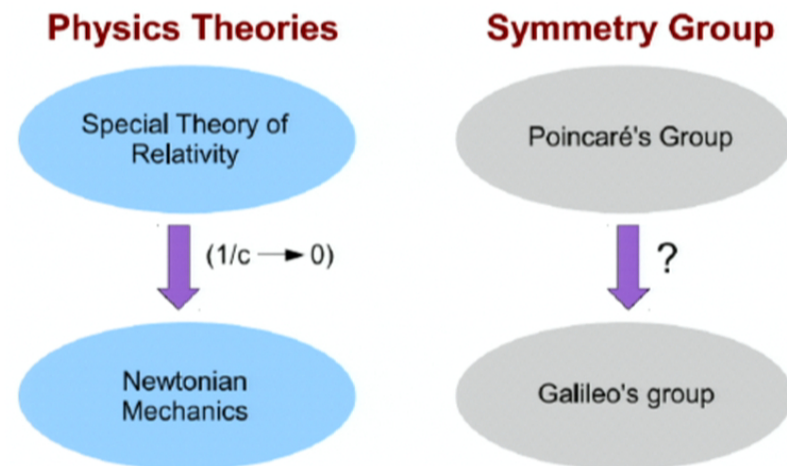 Physics Theories
Symmetry Group
Special Theory of
Relativity
Poincaré's Group
(1/c → 0)
?
Newtonian
Mechanics
Galileo's group